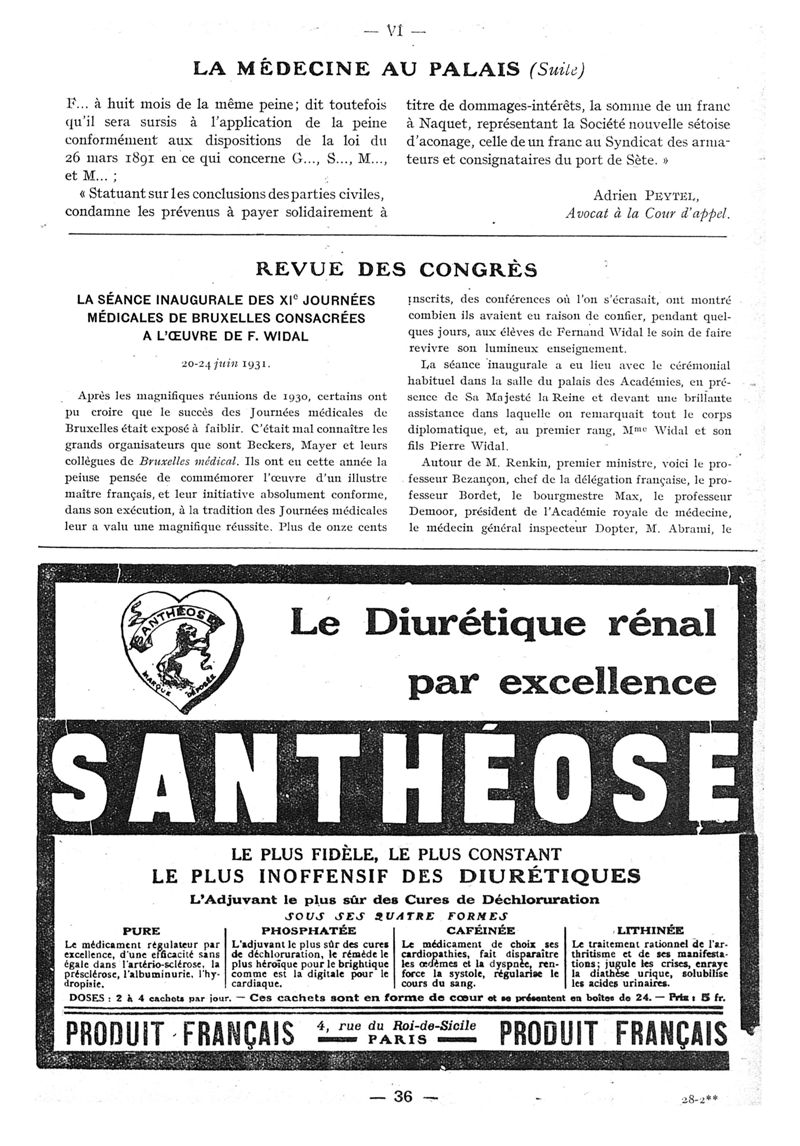 — VI —
LA MÉDECINE AU PALAIS (Suite)
F... à huit mois de la même peine; dit toutefois
qu'il sera sursis à l'application de la peine
conformément aux dispositions de la loi du
26 mars 1891 en ce qui concerne G..., S..., M...,
et M... ;
« Statuant sur les conclusions des parties civiles,
condamne les prévenus à payer solidairement à
titre de dommages-intérêts, la somme de un franc
à Naquet, représentant la Société nouvelle sétoise
d'aconage, celle de un franc au Syndicat des arma-
teurs et consignataires du port de Sète. »
Adrien PEYTEL,
Avocat à la Cour d'appel.
REVUE DES CONGRÈS
LA SÉANCE INAUGURALE DES XIe JOURNÉES
MÉDICALES DE BRUXELLES CONSACRÉES
A L'ŒUVRE DE F. WIDAL
20-24 juin 1931.
Après les magnifiques réunions de 1930, certains ont
pu croire que le succès des Journées médicales de
Bruxelles était exposé à faiblir. C'était mal connaître les
grands organisateurs que sont Beckers, Mayer et leurs
collègues de Bruxelles médical. Ils ont eu cette année la
peiuse pensée de commémorer l'œuvre d'un illustre
maître français, et leur initiative absolument conforme,
dans son exécution, à la tradition des Journées médicales
leur a valu une magnifique réussite. Plus de onze cents
inscrits, des conférences où l'on s'écrasait, ont montré
combien ils avaient eu raison de confier, pendant quel-
ques jours, aux élèves de Fernand Widal le soin de faire
revivre son lumineux enseignement.
La séance inaugurale a eu lieu avec le cérémonial
habituel dans la salle du palais des Académies, en pré-
sence de Sa Majesté la Reine et devant une brillante
assistance dans laquelle on remarquait tout le corps
diplomatique, et, au premier rang, Mme Widal et son
fils Pierre Widal.
Autour de M. Renkin, premier ministre, voici le pro-
fesseur Bezançon, chef de la délégation française, le pro-
fesseur Bordet, le bourgmestre Max, le professeur
Demoor, président de l'Académie royale de médecine,
le médecin général inspecteur Dopter, M. Abrami, le
SANTHÉOSE
MARQUE DÉPOSÉE
Le Diurétique rénal
par excellence
SANTHÉOSE
LE PLUS FIDÈLE, LE PLUS CONSTANT
LE PLUS INOFFENSIF DES DIURÉTIQUES
L'Adjuvant le plus sûr des Cures de Déchloruration
SOUS SES QUATRE FORMES
PURE
Le médicament régulateur par
excellence, d'une efficacité sans
égale dans l'artério-sclérose, la
présclérose, l'albuminurie, l'hy-
dropisie.
PHOSPHATÉE
L'adjuvant le plus sûr des cures
de déchloruration, le remède le
plus héroïque pour le brightique
comme est la digitale pour le
cardiaque.
CAFÉINÉE
Le médicament de choix ses
cardiopathies, fait disparaître
les œdèmes et la dyspnée, ren-
force la systole, régularise le
cours du sang.
LITHINÉE
Le traitement rationnel de l'ar-
thritisme et de ses manifesta-
tions; jugule les crises, enraye
la diathèse urique, solubilise
les acides urinaires.
DOSES : 2 à 4 cachets par jour. — Ces cachets sont en forme de cœur et se présentent en boîtes de 24. — Prix : 5 fr.
PRODUIT FRANÇAIS
4, rue du Roi-de-Sicile
PARIS
PRODUIT FRANÇAIS
— 36 —
28-2**